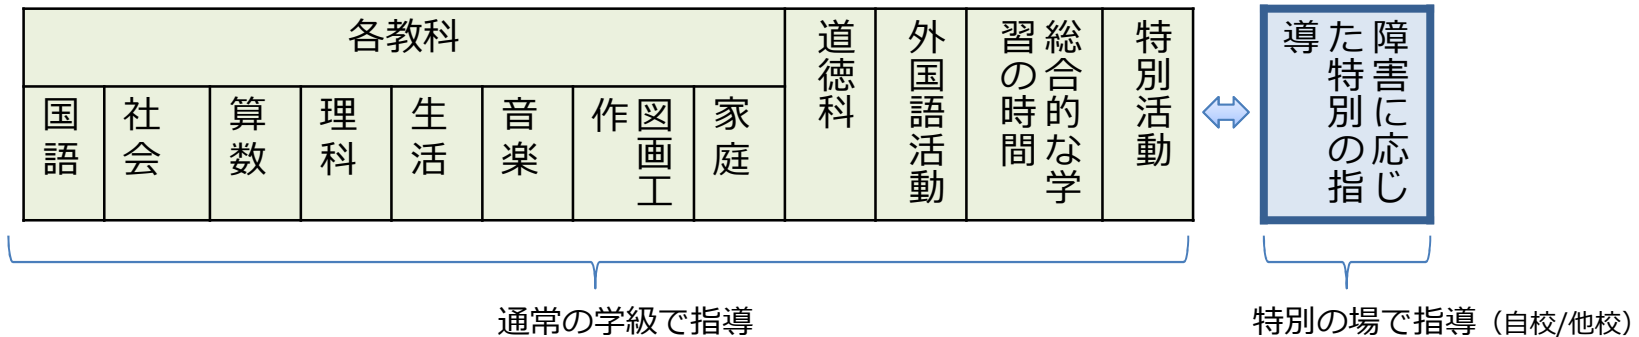 各教科
国語
社会
算数
理科
生活
音楽
図画工
作
家庭
道徳科
外国語活動
総合的な学
習の時間
特別活動
障害に応じ
た特別の指
導
通常の学級で指導
特別の場で指導（自校/他校）